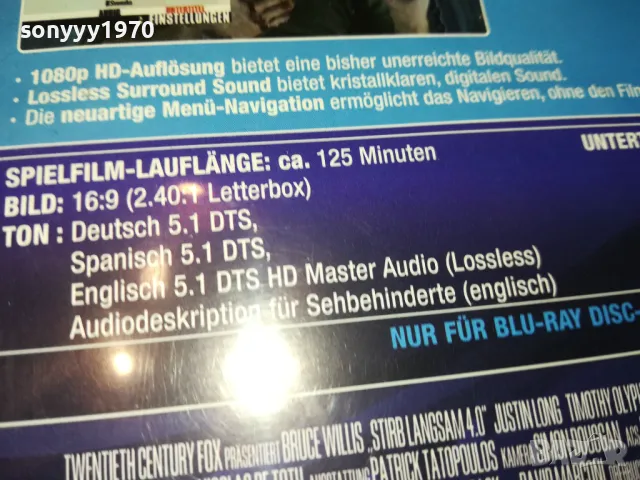 sonyyy1970
EINSTELLUNGEN
· 1080p HD-Auflösung bietet eine bisher unerreichte Bildqualität.
· Lossless Surround Sound bietet kristallklaren, digitalen Sound.
· Die neuartige Menü-Navigation ermöglicht das Navigieren, ohne den Film
SPIELFILM-LAUFLÄNGE: ca. 125 Minuten
UNTERT
BILD: 16:9 (2.40:1 Letterbox)
TON : Deutsch 5.1 DTS,
Spanisch 5.1 DTS,
Englisch 5.1 DTS HD Master Audio (Lossless)
Audiodeskription für Sehbehinderte (englisch)
NUR FÜR BLU-RAY DISC-
TWENTIETH CENTURY FOX PRÄSENTIERT BRUCE WILLIS „STIRB LANGSAM 4.0" JUSTIN LONG TIMOTHY OLYP
AUSSTATTUNG PATRICK TATOPOULOS KAMERA SIMON DUGGAN